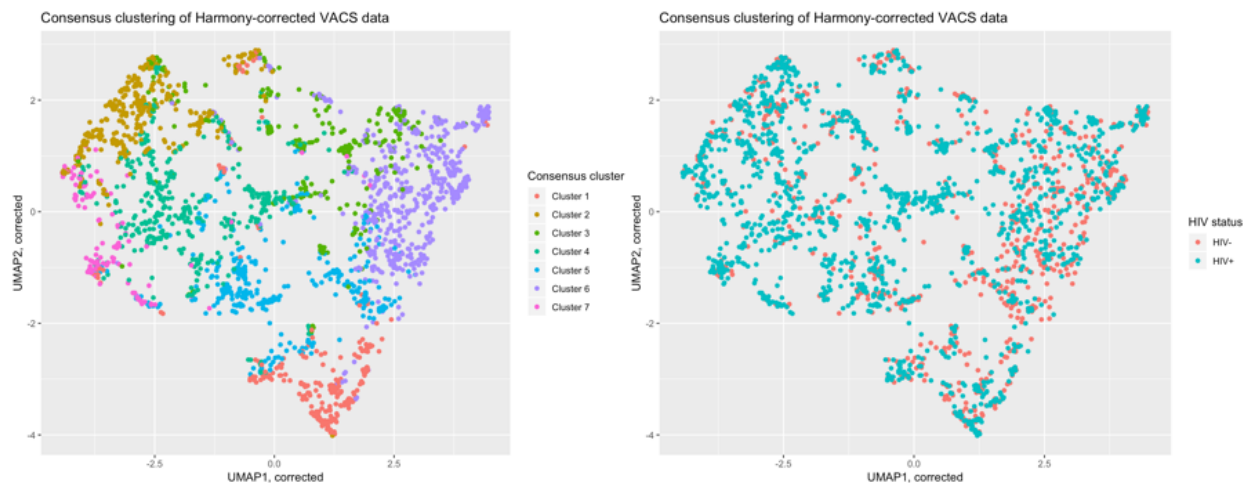 Consensus clustering of Harmony-corrected VACS data
UMAP2, corrected
2
0
-2
-4
-2.5
0.0
2.5
UMAP1, corrected
Consensus cluster
Cluster 1
Cluster 2
Cluster 3
Cluster 4
Cluster 5
Cluster 6
Cluster 7
Consensus clustering of Harmony-corrected VACS data
UMAP2, corrected
2
0
-2
-4
-2.5
0.0
2.5
UMAP1, corrected
HIV status
HIV-
HIV+